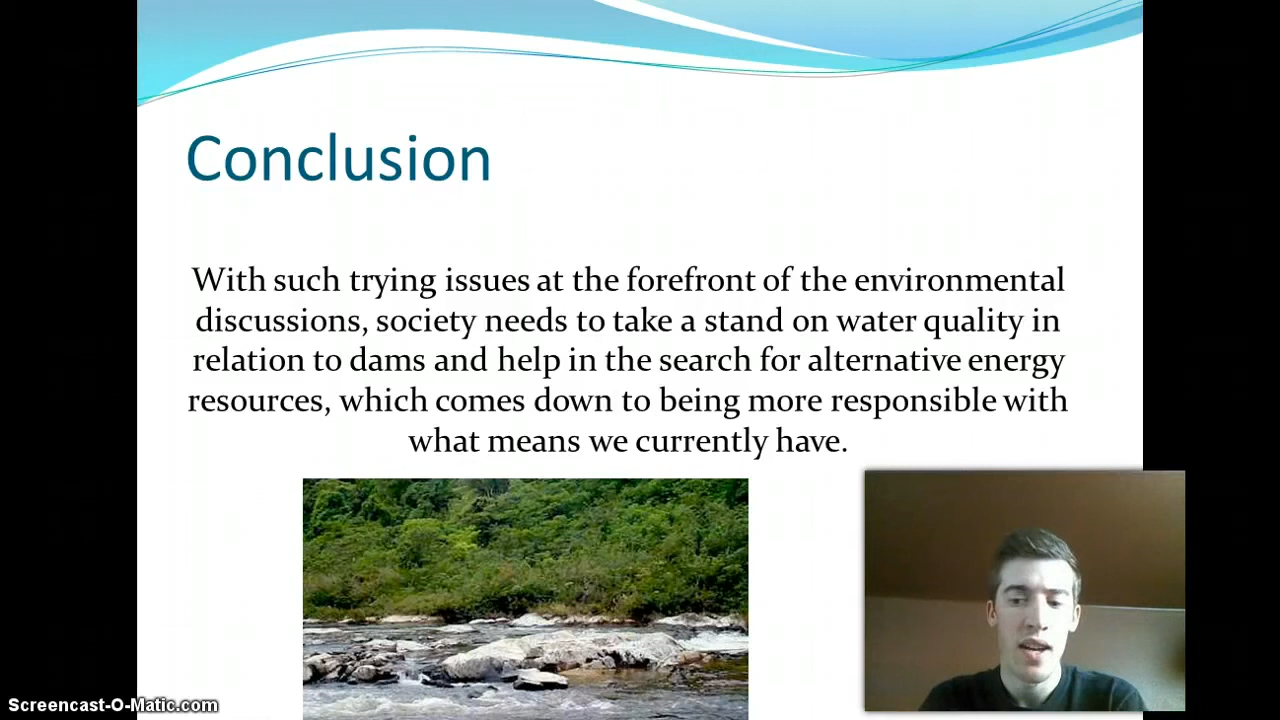 Conclusion
With such trying issues at the forefront of the environmental
discussions, society needs to take a stand on water quality in
relation to dams and help in the search for alternative energy
resources, which comes down to being more responsible with
what means we currently have.
Screencast-O-Matic.com